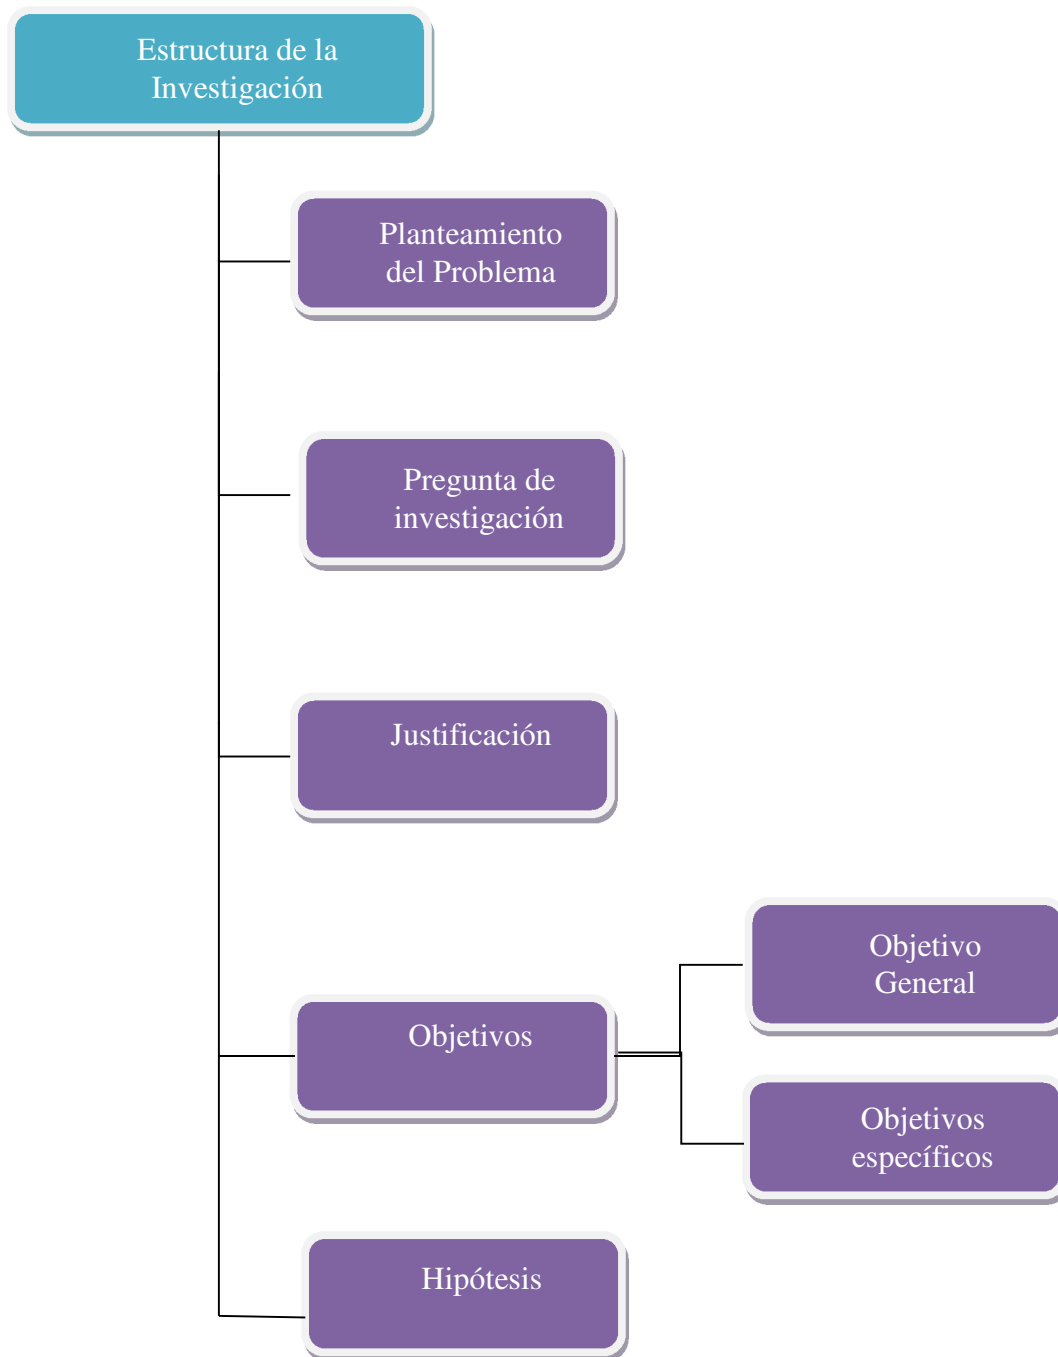 Estructura de la
Investigación
Planteamiento
del Problema
Pregunta de
investigación
Justificación
Objetivos
Objetivo
General
Objetivos
específicos
Hipótesis